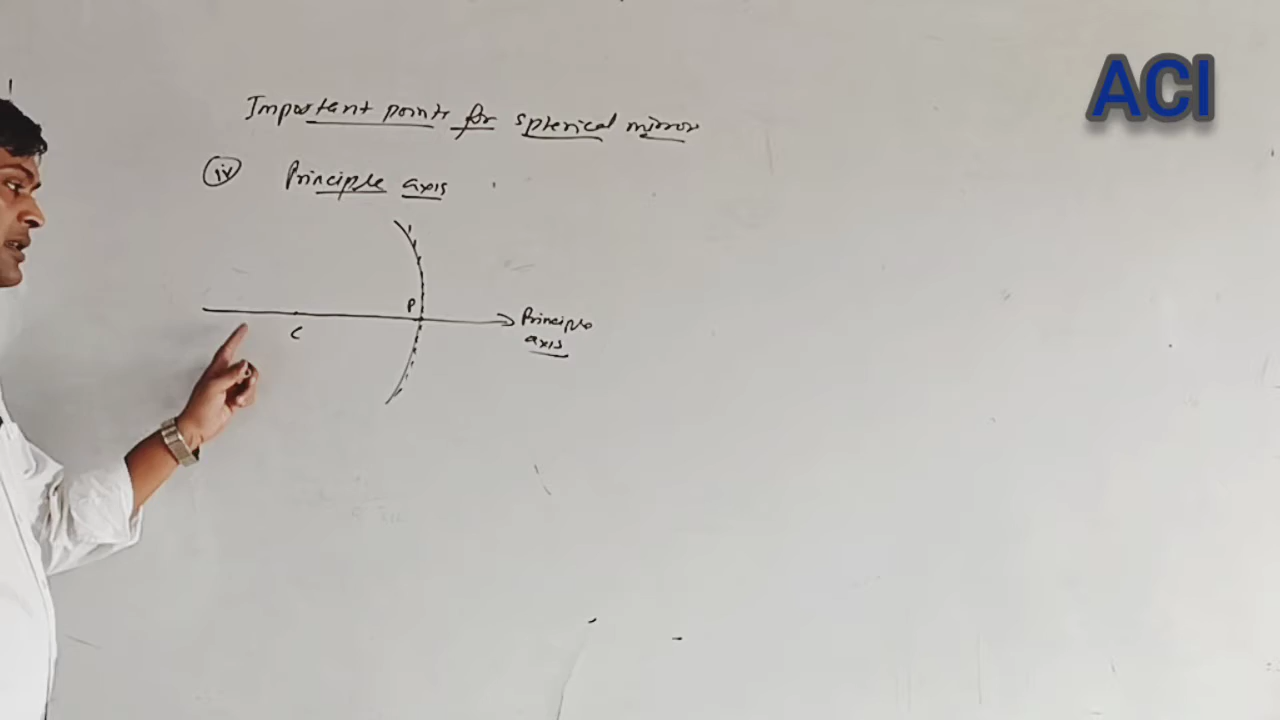 ACI
Important points for spherical mirror
(iv) Principle axis
P
C
Principle
axis